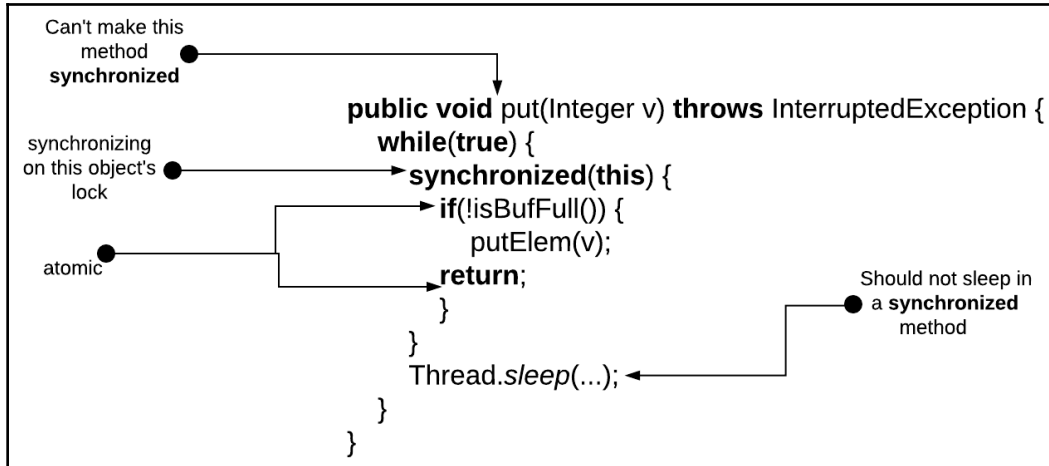 Can't make this
method
synchronized
public void put(Integer v) throws InterruptedException {
while(true) {
synchronizing
on this object's
lock
synchronized(this) {
if(!isBufFull()) {
putElem(v);
atomic
return;
}
Should not sleep in
a synchronized
method
}
Thread.sleep(...);
}
}